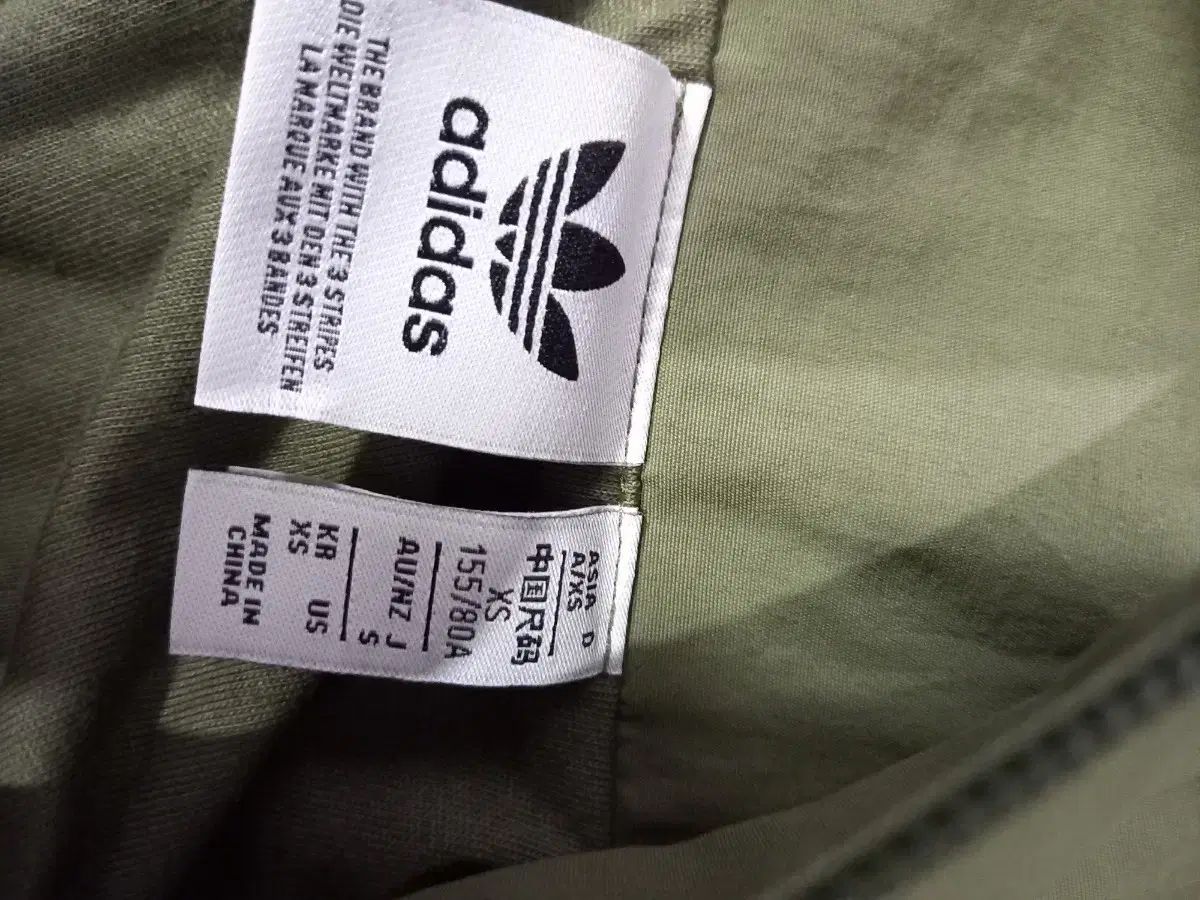 adidas
THE BRAND WITH THE 3 STRIPES
DIE WELTMARKE MIT DEN 3 STREIFEN
LA MARQUE AUX 3 BANDES
ASIA D
A/XS
中国尺码
XS
155/80A
AU/NZ J
S
KR US
XS
MADE IN
CHINA